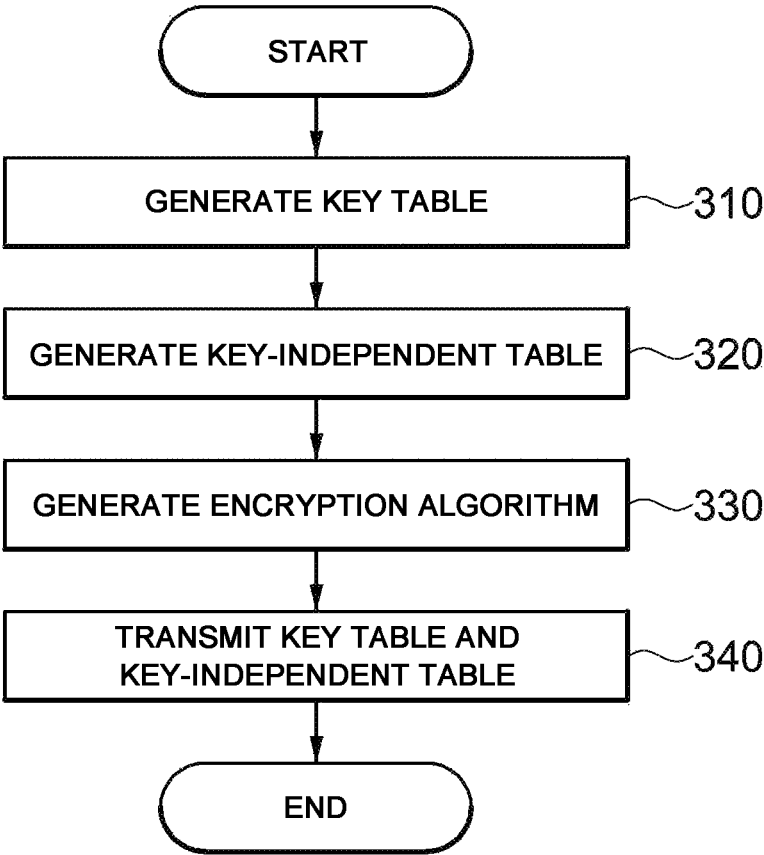 START
GENERATE KEY TABLE
310
GENERATE KEY-INDEPENDENT TABLE
320
GENERATE ENCRYPTION ALGORITHM
330
TRANSMIT KEY TABLE AND
KEY-INDEPENDENT TABLE
340
END